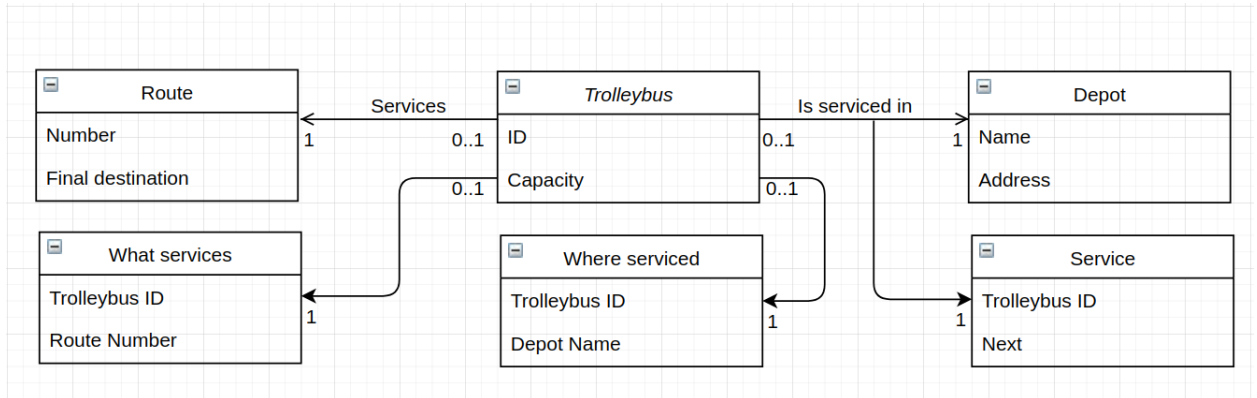 Route
Number
Final destination
Services
1
0..1
0..1
Trolleybus
ID
Capacity
Is serviced in
0..1
1
0..1
Depot
Name
Address
What services
Trolleybus ID
Route Number
1
Where serviced
Trolleybus ID
Depot Name
1
Service
Trolleybus ID
Next
1